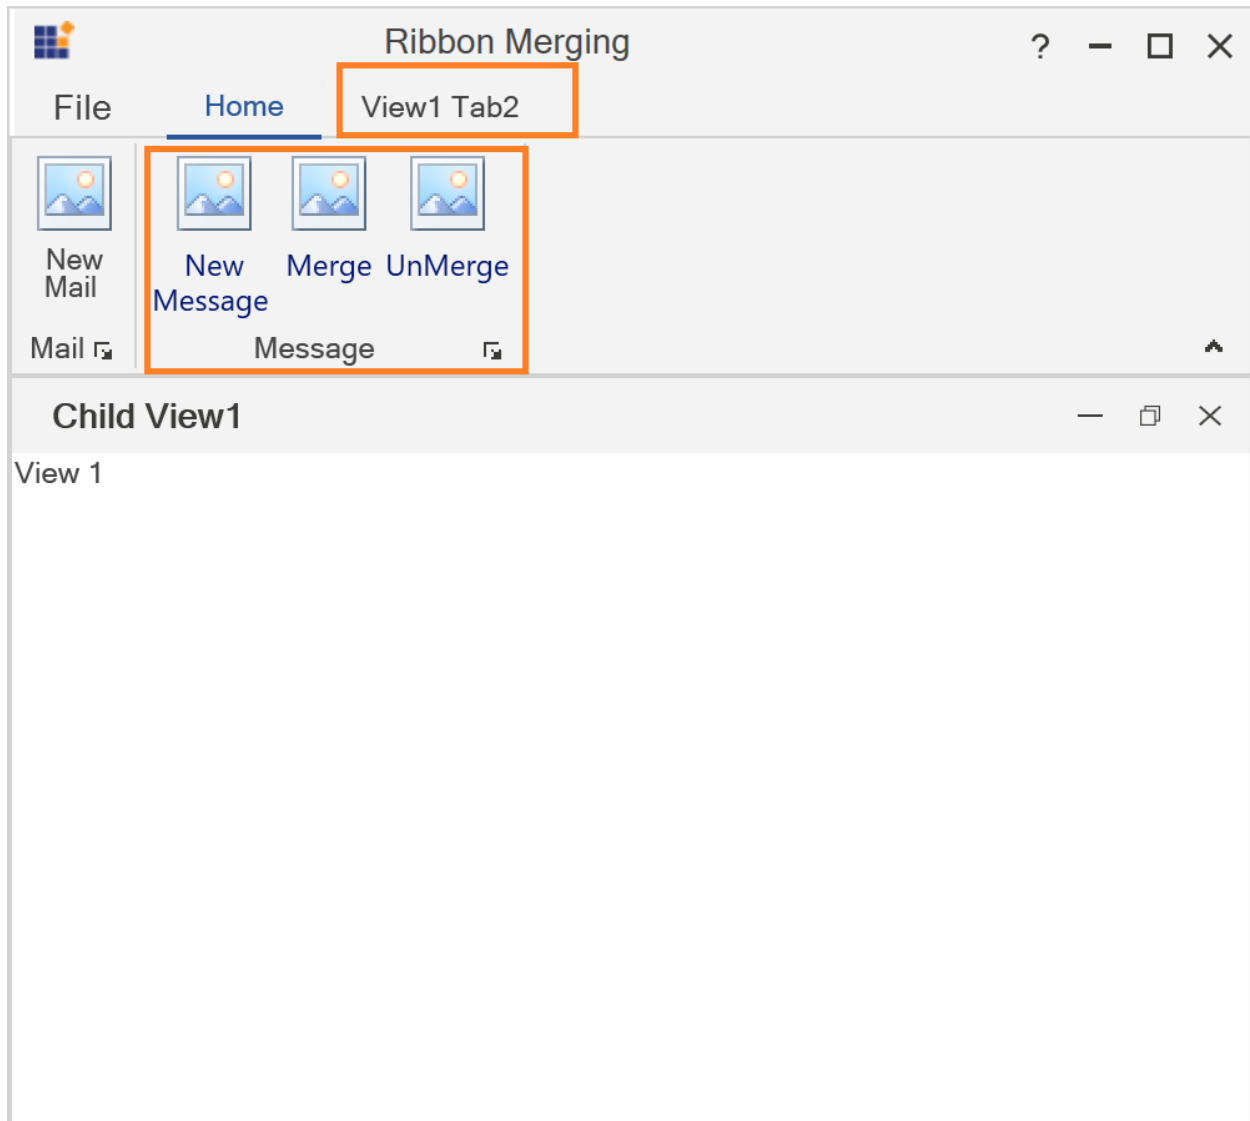 Ribbon Merging
?
File Home View1 Tab2
New Mail
New Message
Merge
UnMerge
Mail
Message
Child View1
View 1